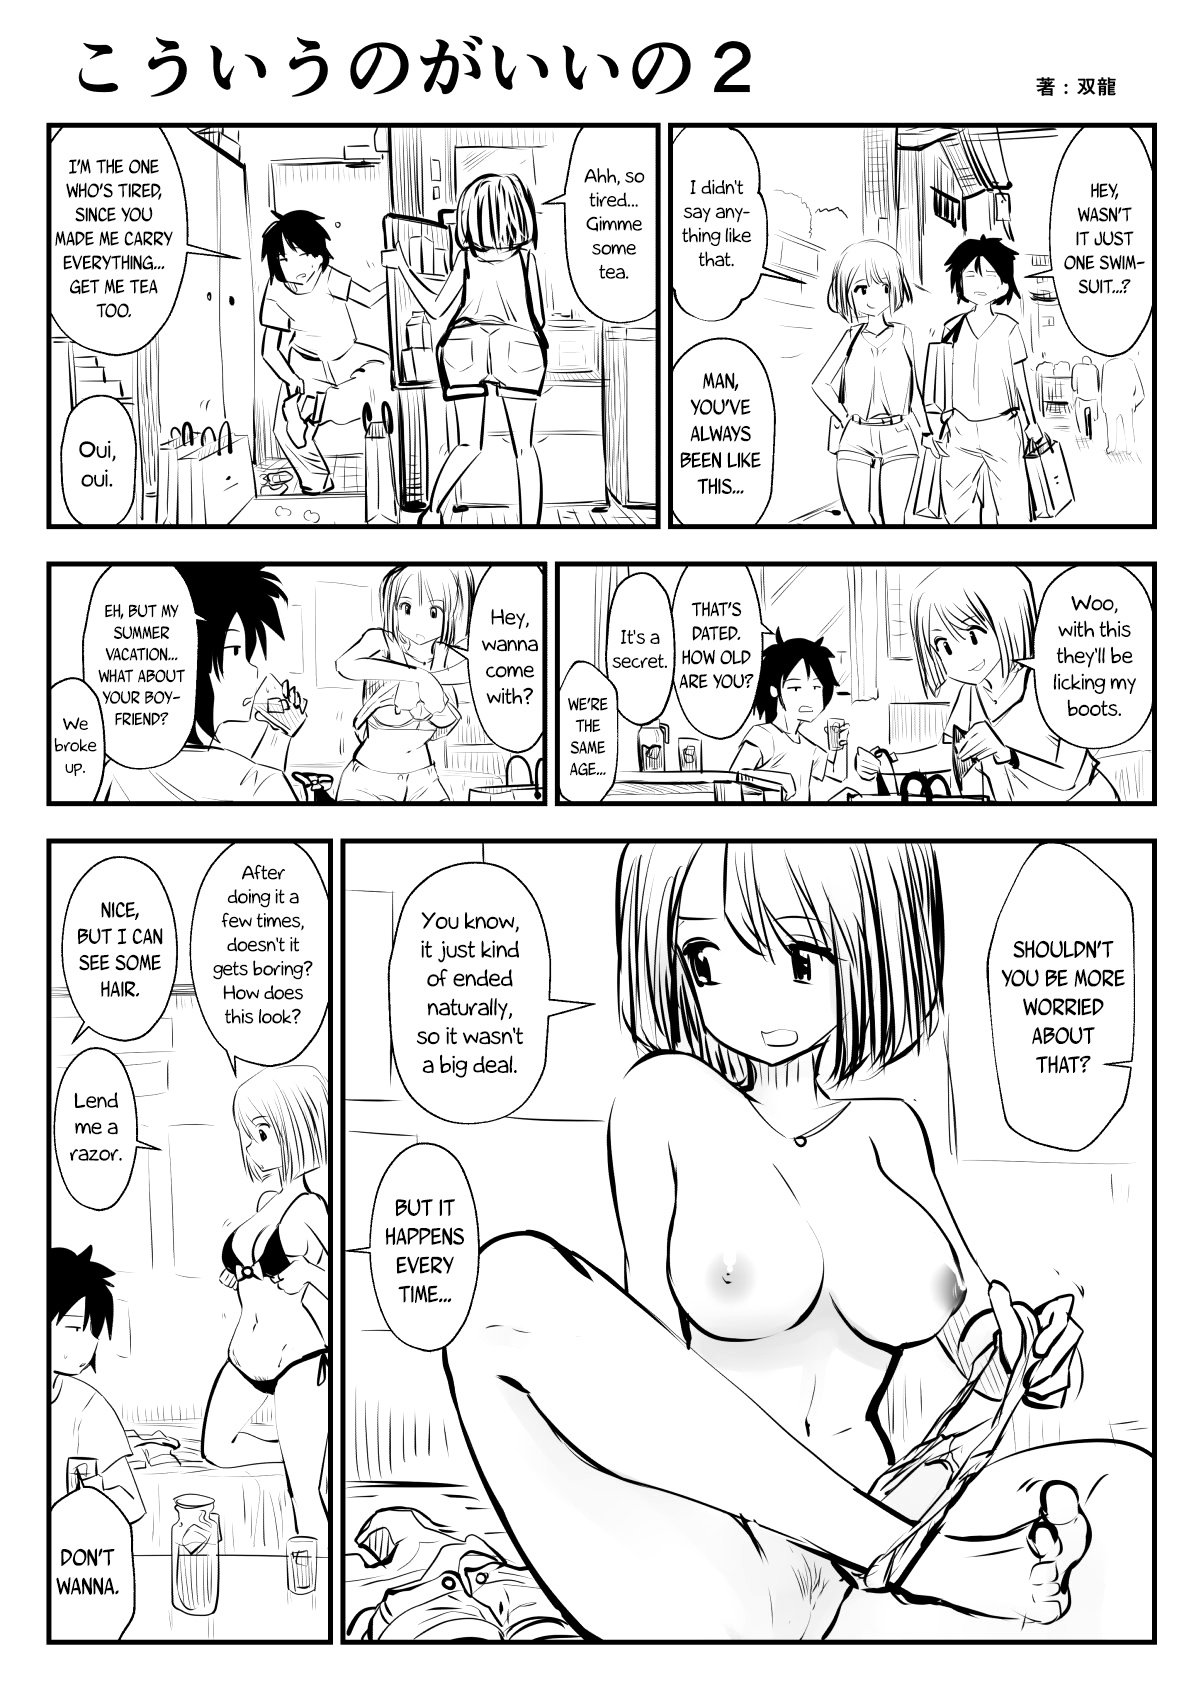 こういうのがいいの２
著：双龍
HEY,
WASN'T
IT JUST
ONE SWIM-
SUIT...?
I didn't
say any-
thing like
that.
MAN,
YOU'VE
ALWAYS
BEEN LIKE
THIS...
Ahh, so
tired...
Gimme
some
tea.
I'M THE ONE
WHO'S TIRED,
SINCE YOU
MADE ME CARRY
EVERYTHING...
GET ME TEA
TOO.
Oui,
oui.
Woo,
with this
they'll be
licking my
boots.
THAT'S
DATED.
HOW OLD
ARE YOU?
It's a
secret.
WE'RE
THE
SAME
AGE...
Hey,
wanna
come
with?
EH, BUT MY
SUMMER
VACATION...
WHAT ABOUT
YOUR BOY-
FRIEND?
We
broke
up.
SHOULDN'T
YOU BE MORE
WORRIED
ABOUT
THAT?
You know,
it just kind
of ended
naturally,
so it wasn't
a big deal.
BUT IT
HAPPENS
EVERY
TIME...
After
doing it a
few times,
doesn't it
gets boring?
How does
this look?
NICE,
BUT I CAN
SEE SOME
HAIR.
Lend
me a
razor.
DON'T
WANNA.